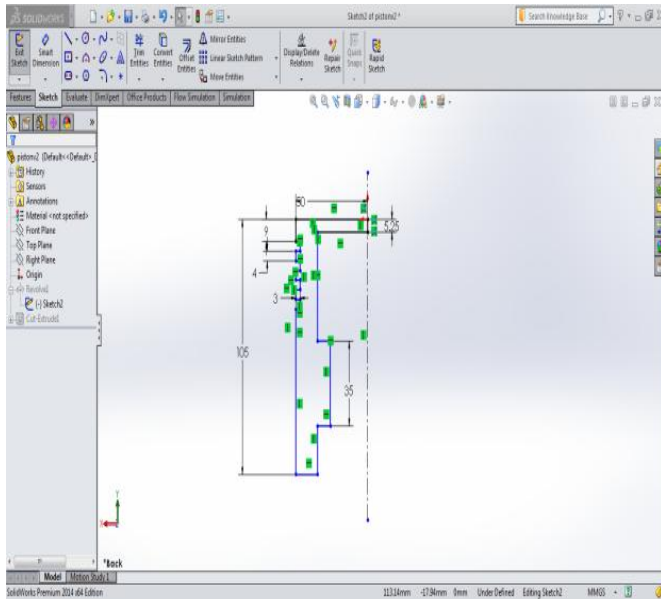 SOLIDWORKS
Sketch2 of pistonv2 *
Search Knowledge Base
Exit Sketch
Smart Dimension
Trim Entities
Convert Entities
Offset Entities
Mirror Entities
Linear Sketch Pattern
Move Entities
Display/Delete Relations
Repair Sketch
Quick Snaps
Rapid Sketch
Features Sketch Evaluate DimXpert Office Products Flow Simulation Simulation
pistonv2 (Default<<Default>_D
History
Sensors
Annotations
Material <not specified>
Front Plane
Top Plane
Right Plane
Origin
Revolve1
(-) Sketch2
Cut-Extrude1
9
5.25
4
3
105
35
Y
X
*Back
Model Motion Study 1
SolidWorks Premium 2014 x64 Edition
113.14mm -17.94mm 0mm Under Defined Editing Sketch2 MMGS